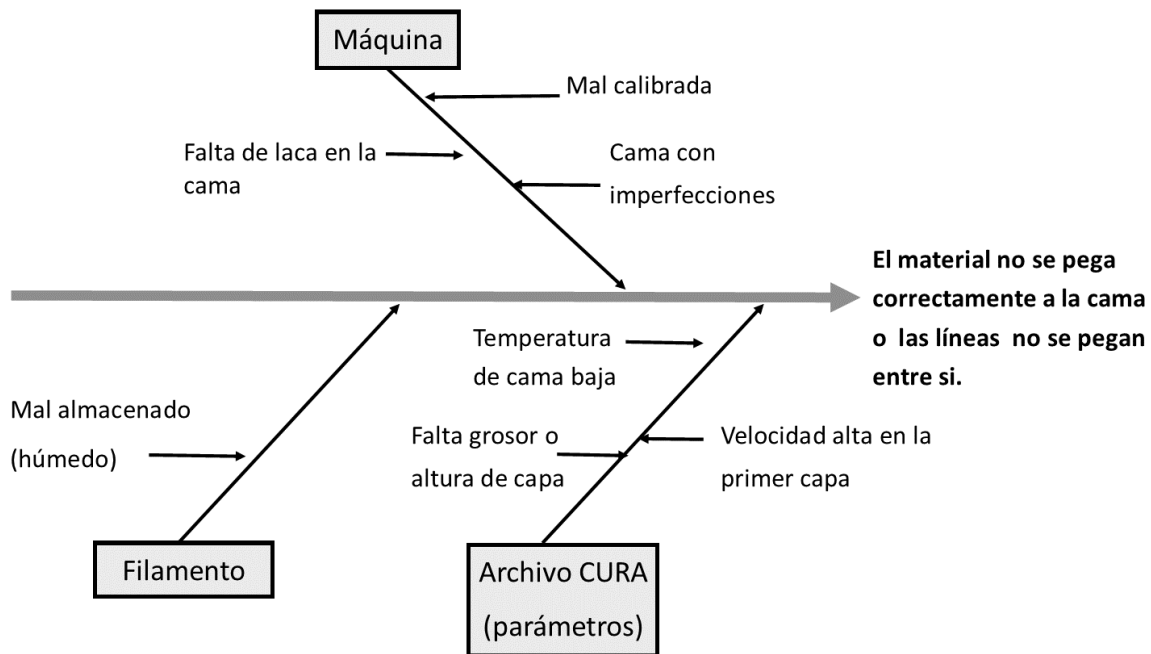 Máquina
Mal calibrada
Falta de laca en la
cama
Cama con
imperfecciones
El material no se pega
correctamente a la cama
o las líneas no se pegan
entre si.
Temperatura
de cama baja
Mal almacenado
(húmedo)
Falta grosor o
altura de capa
Velocidad alta en la
primer capa
Filamento
Archivo CURA
(parámetros)